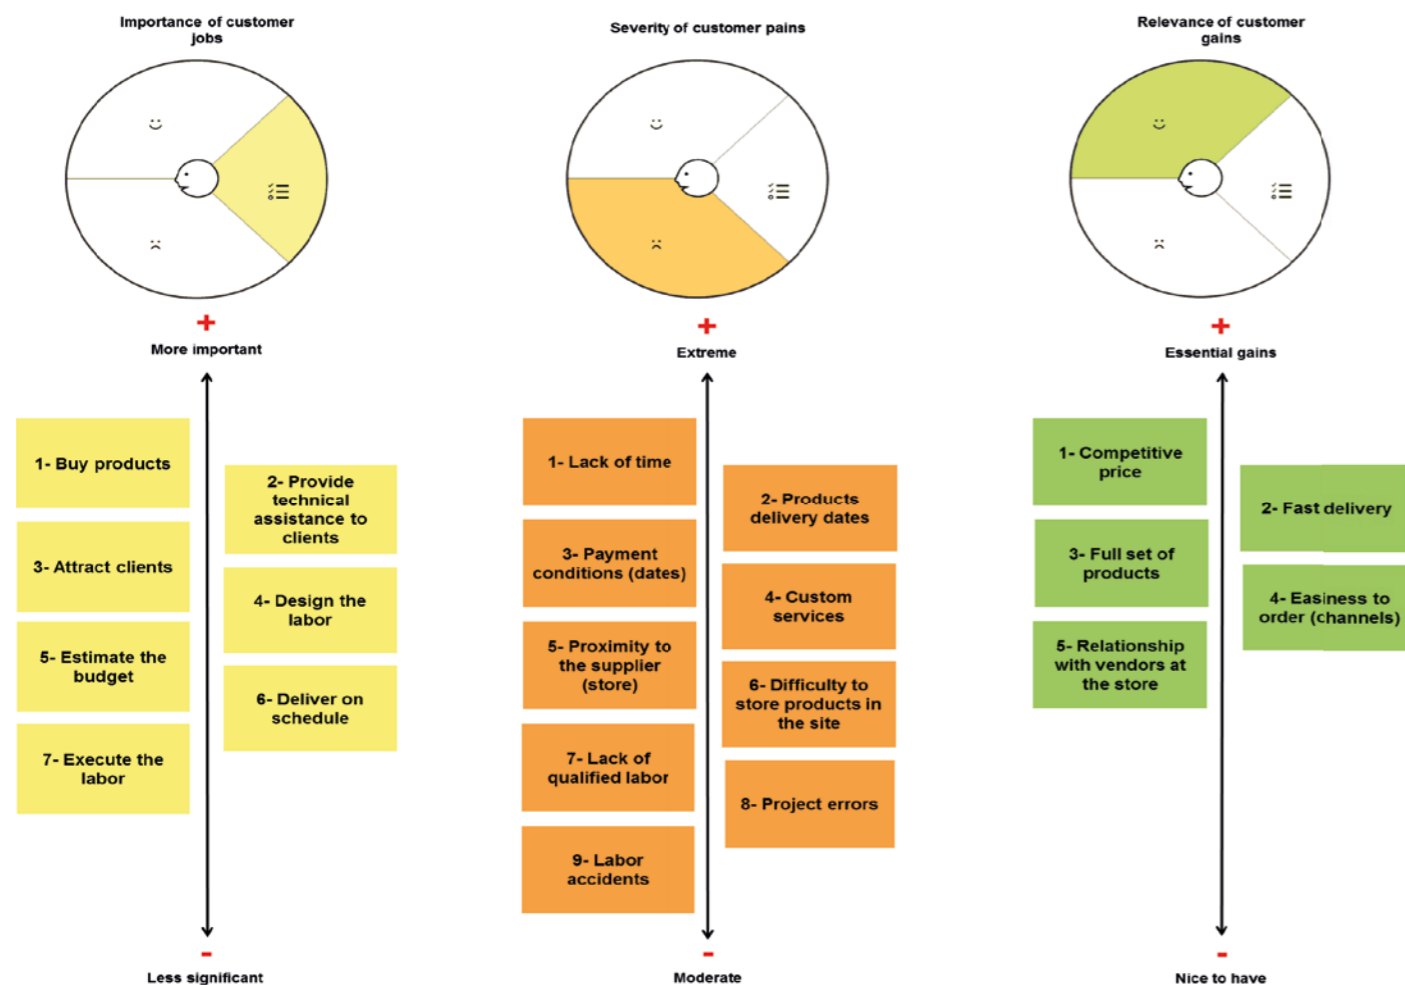 Importance of customer
jobs
+
More important
1- Buy products
2- Provide
technical
assistance to
clients
3- Attract clients
4- Design the
labor
5- Estimate the
budget
6- Deliver on
schedule
7- Execute the
labor
-
Less significant
Severity of customer pains
+
Extreme
1- Lack of time
2- Products
delivery dates
3- Payment
conditions (dates)
4- Custom
services
5- Proximity to
the supplier
(store)
6- Difficulty to
store products in
the site
7- Lack of
qualified labor
8- Project errors
9- Labor
accidents
-
Moderate
Relevance of customer
gains
+
Essential gains
1- Competitive
price
2- Fast delivery
3- Full set of
products
4- Easiness to
order (channels)
5- Relationship
with vendors at
the store
-
Nice to have